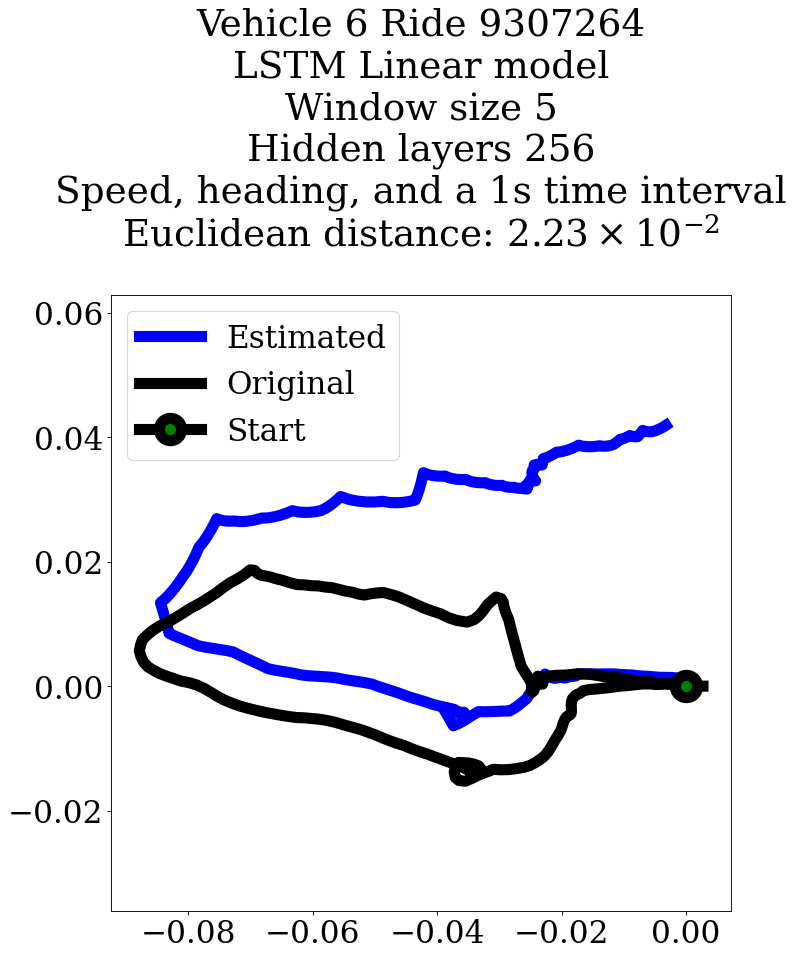 Vehicle 6 Ride 9307264
LSTM Linear model
Window size 5
Hidden layers 256
Speed, heading, and a 1s time interval
Euclidean distance: 2.23 × 10⁻²
0.06
Estimated
Original
Start
0.04
0.02
0.00
−0.02
−0.08 −0.06 −0.04 −0.02 0.00